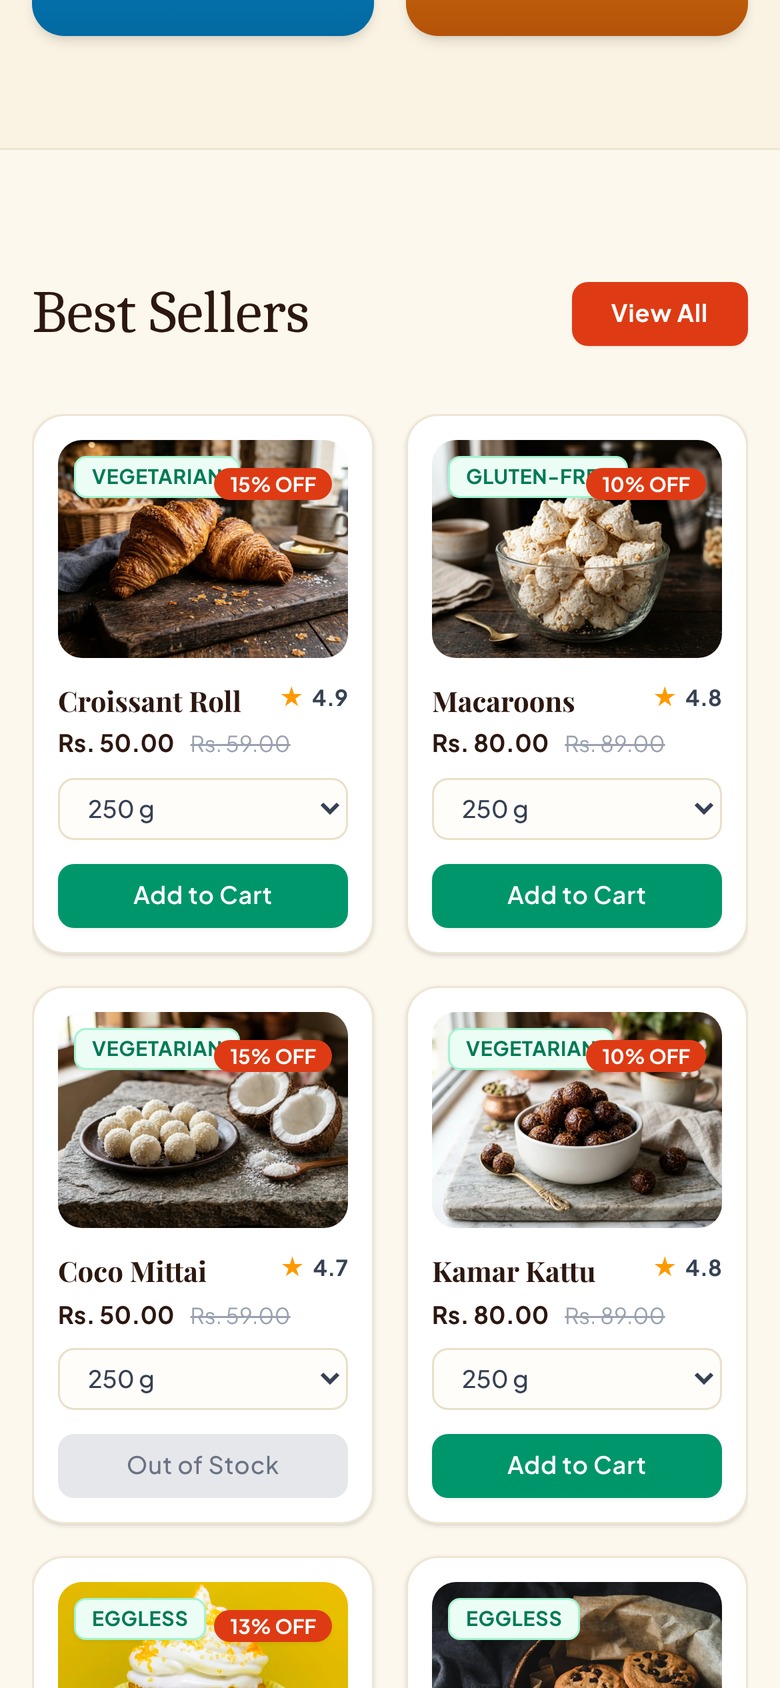 Best Sellers
View All
VEGETARIAN
15% OFF
GLUTEN-FRE
10% OFF
Croissant Roll ★ 4.9
Rs. 50.00 Rs. 59.00
250 g
Add to Cart
Macaroons ★ 4.8
Rs. 80.00 Rs. 89.00
250 g
Add to Cart
VEGETARIAN
15% OFF
VEGETARIAN
10% OFF
Coco Mittai ★ 4.7
Rs. 50.00 Rs. 59.00
250 g
Out of Stock
Kamar Kattu ★ 4.8
Rs. 80.00 Rs. 89.00
250 g
Add to Cart
EGGLESS
13% OFF
EGGLESS